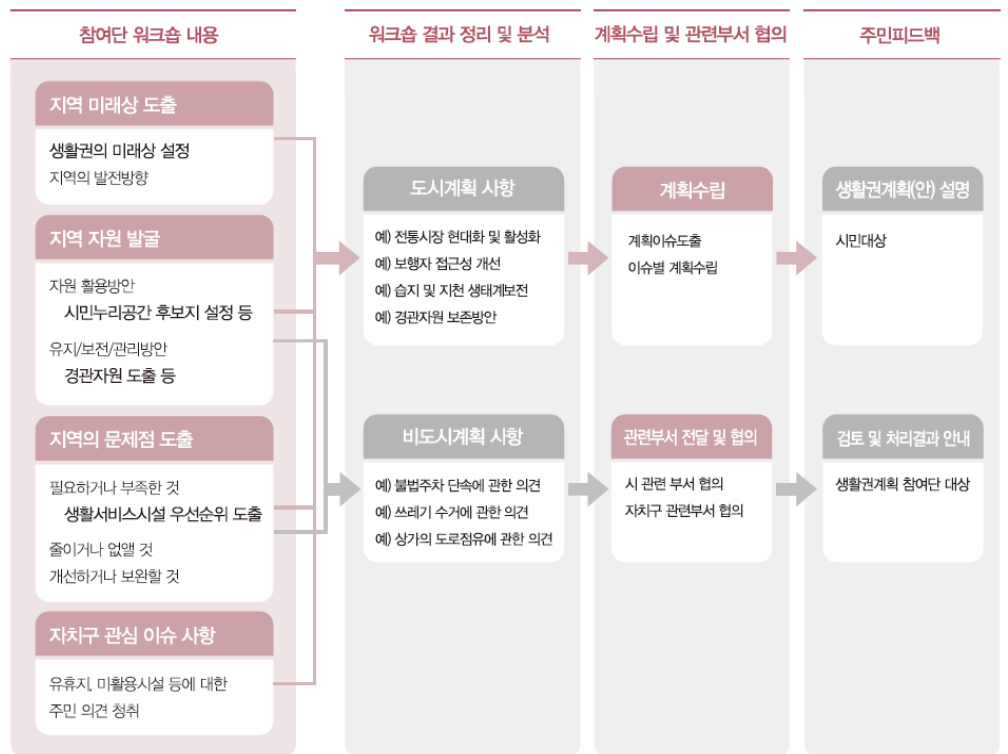 참여단 워크숍 내용
지역 미래상 도출
생활권의 미래상 설정
지역의 발전방향
지역 자원 발굴
자원 활용방안
시민누리공간 후보지 설정 등
유지/보전/관리방안
경관자원 도출 등
지역의 문제점 도출
필요하거나 부족한 것
생활서비스시설 우선순위 도출
줄이거나 없앨 것
개선하거나 보완할 것
자치구 관심 이슈 사항
유휴지, 미활용시설 등에 대한
주민 의견 청취
워크숍 결과 정리 및 분석
도시계획 사항
예) 전통시장 현대화 및 활성화
예) 보행자 접근성 개선
예) 습지 및 지천 생태계보전
예) 경관자원 보존방안
비도시계획 사항
예) 불법주차 단속에 관한 의견
예) 쓰레기 수거에 관한 의견
예) 상가의 도로점유에 관한 의견
계획수립 및 관련부서 협의
계획수립
계획이슈도출
이슈별 계획수립
관련부서 전달 및 협의
시 관련 부서 협의
자치구 관련부서 협의
주민피드백
생활권계획(안) 설명
시민대상
검토 및 처리결과 안내
생활권계획 참여단 대상